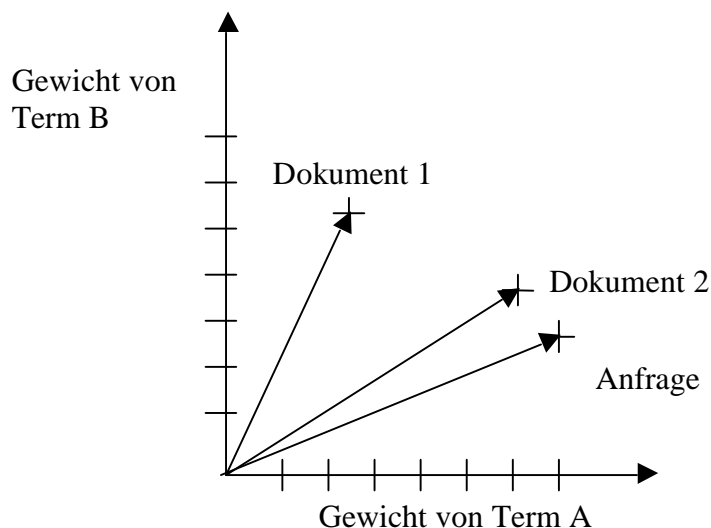 Gewicht von
Term B
Dokument 1
Dokument 2
Anfrage
Gewicht von Term A